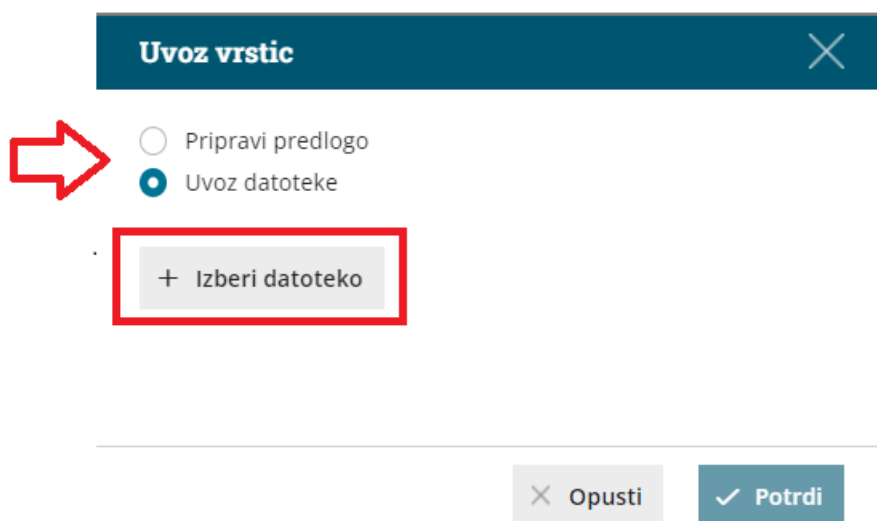 Uvoz vrstic
Pripravi predlogo
Uvoz datoteke
+ Izberi datoteko
Opusti
Potrdi